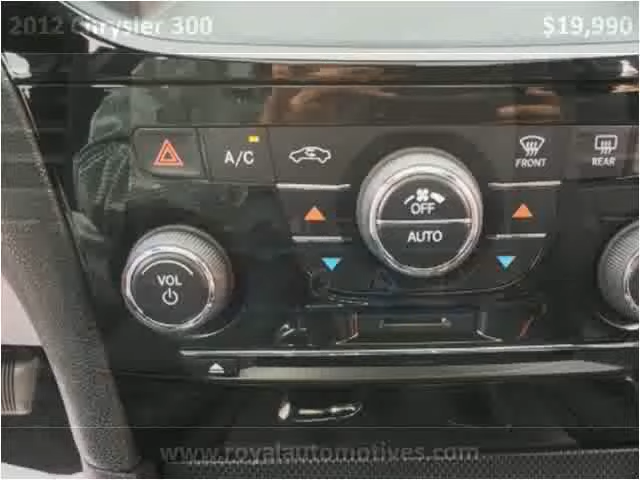 2012 Chrysler 300
$19,990
A/C
FRONT
REAR
OFF
AUTO
VOL
www.royalautomotives.com